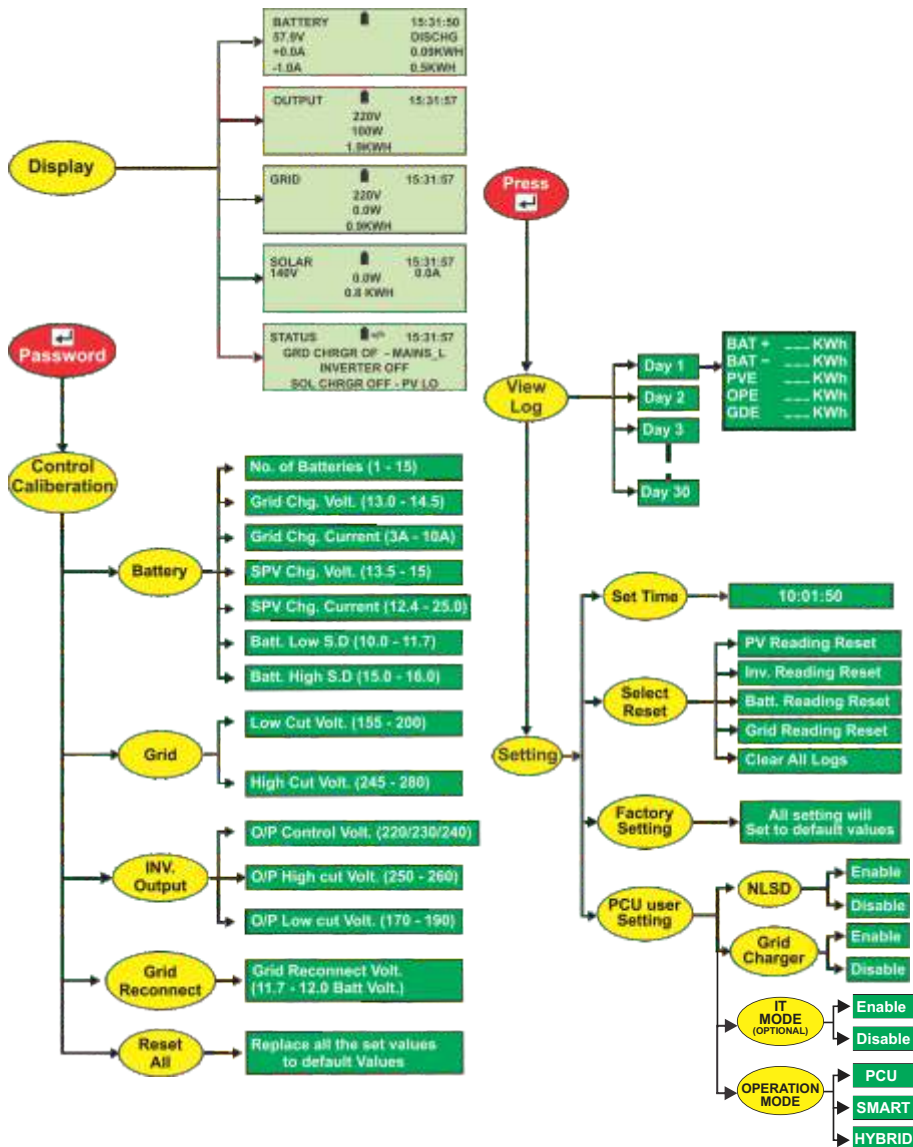 Display
BATTERY 15:31:50
57.9V DISCHG
+0.0A 0.09KWH
-1.0A 0.5KWH
OUTPUT 15:31:57
220V
100W
1.9KWH
GRID 15:31:57
220V
0.0W
0.9KWH
SOLAR 15:31:57
140V 0.0W 0.0A
0.8 KWH
STATUS 15:31:57
GRD CHRGR OF - MAINS_L
INVERTER OFF
SOL CHRGR OFF - PV LO
Password
Control
Caliberation
Battery
No. of Batteries (1 - 15)
Grid Chg. Volt. (13.0 - 14.5)
Grid Chg. Current (3A - 10A)
SPV Chg. Volt. (13.5 - 15)
SPV Chg. Current (12.4 - 25.0)
Batt. Low S.D (10.0 - 11.7)
Batt. High S.D (15.0 - 16.0)
Grid
Low Cut Volt. (155 - 200)
High Cut Volt. (245 - 280)
INV.
Output
O/P Control Volt. (220/230/240)
O/P High cut Volt. (250 - 260)
O/P Low cut Volt. (170 - 190)
Grid
Reconnect
Grid Reconnect Volt.
(11.7 - 12.0 Batt Volt.)
Reset
All
Replace all the set values
to default Values
Press
View
Log
Day 1
Day 2
Day 3
Day 30
BAT + ___ KWh
BAT - ___ KWh
PVE ___ KWh
OPE ___ KWh
GDE ___ KWh
Setting
Set Time
10:01:50
Select
Reset
PV Reading Reset
Inv. Reading Reset
Batt. Reading Reset
Grid Reading Reset
Clear All Logs
Factory
Setting
All setting will
Set to default values
PCU user
Setting
NLSD
Enable
Disable
Grid
Charger
Enable
Disable
IT
MODE
(OPTIONAL)
Enable
Disable
OPERATION
MODE
PCU
SMART
HYBRID